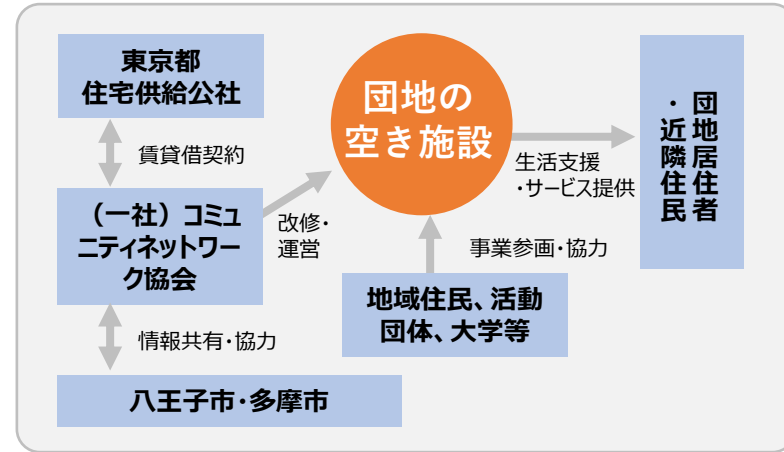 東京都
住宅供給公社
賃貸借契約
（一社）コミュ
ニティネットワー
ク協会
情報共有・協力
八王子市・多摩市
改修・
運営
団地の
空き施設
事業参画・協力
地域住民、活動
団体、大学等
生活支援
・サービス提供
団地居住者
・近隣住民